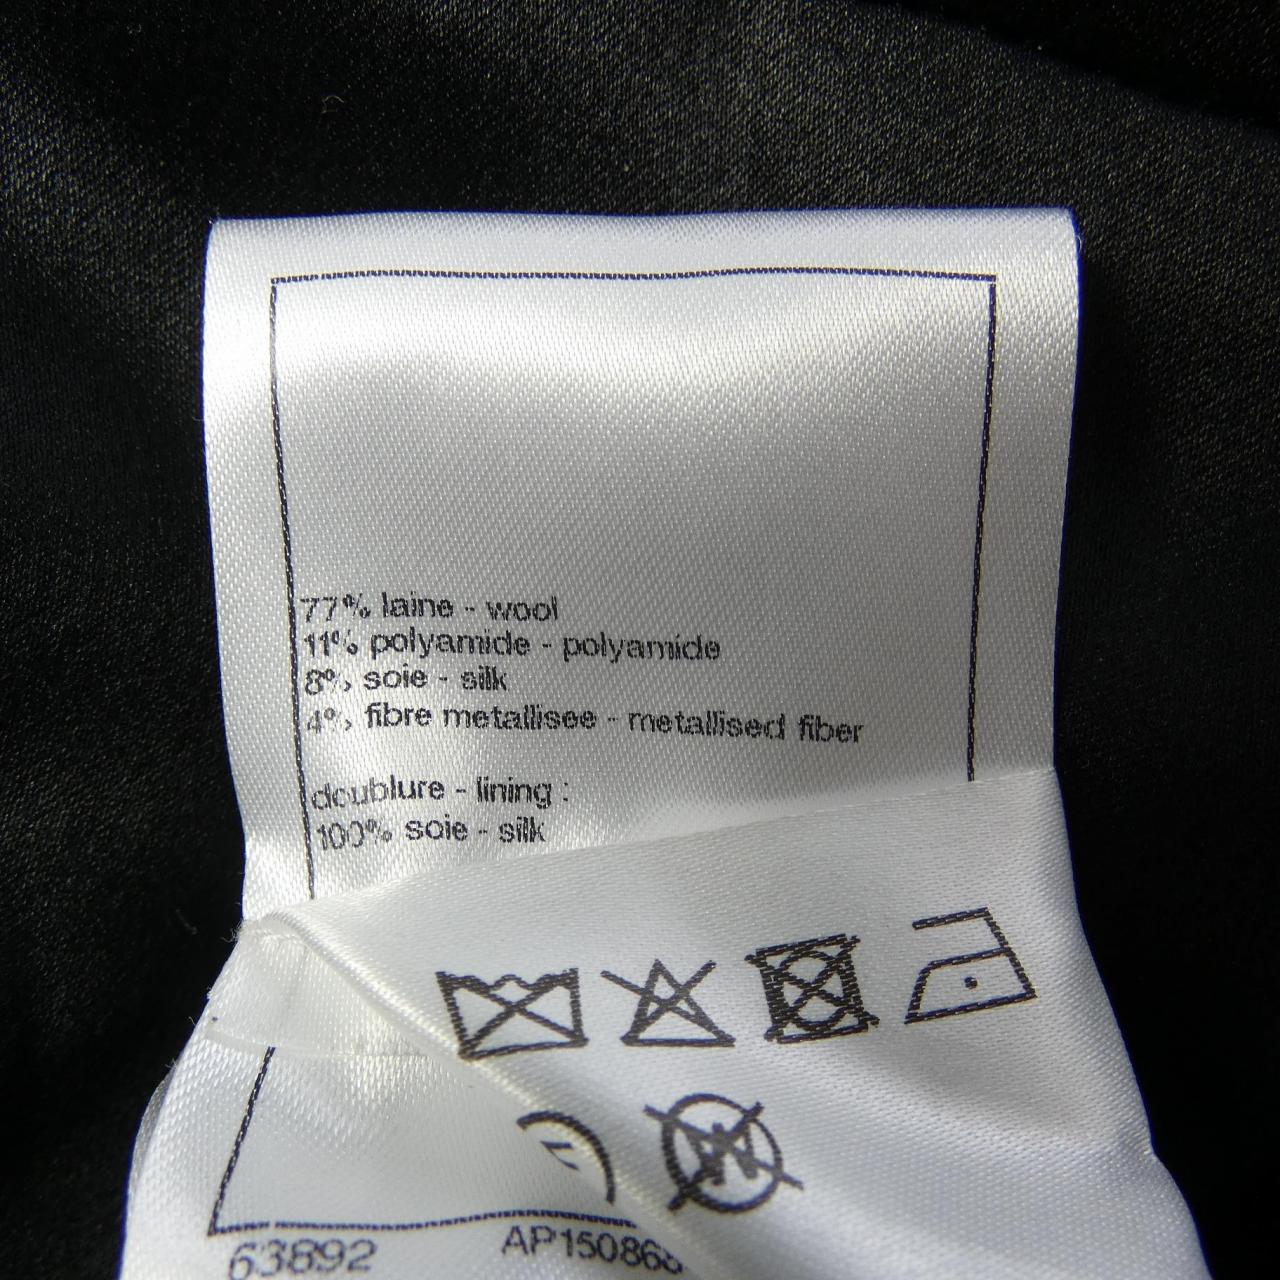 77% laine - wool
11% polyamide - polyamide
8% soie - silk
4% fibre metallisee - metallised fiber
doublure - lining :
100% soie - silk
W
63892